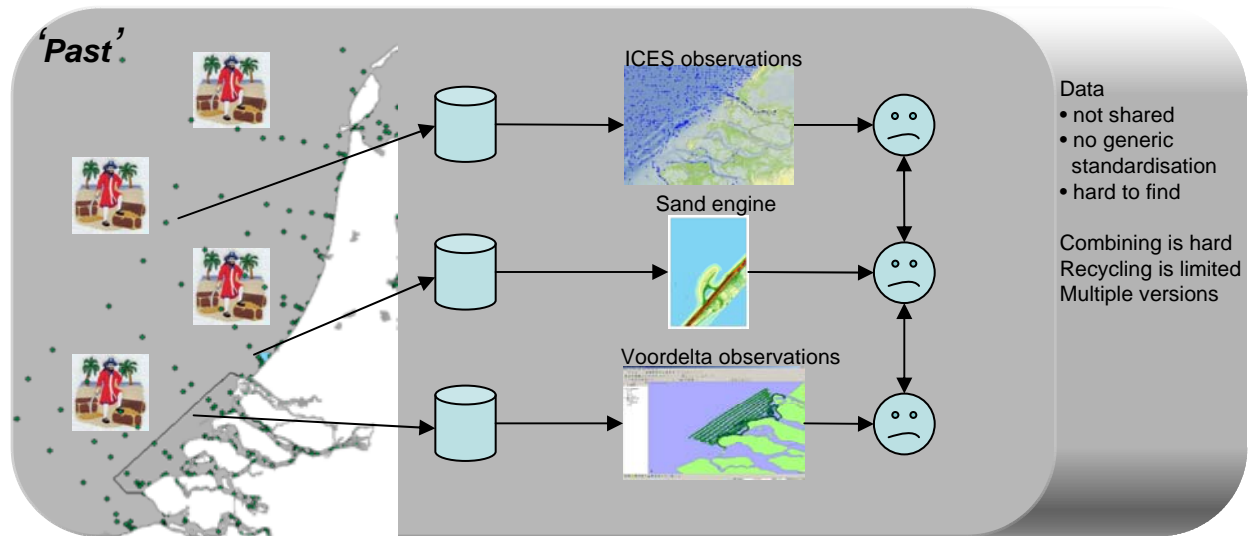 ‘Past’
ICES observations
Sand engine
Voordelta observations
Data
• not shared
• no generic
standardisation
• hard to find
Combining is hard
Recycling is limited
Multiple versions